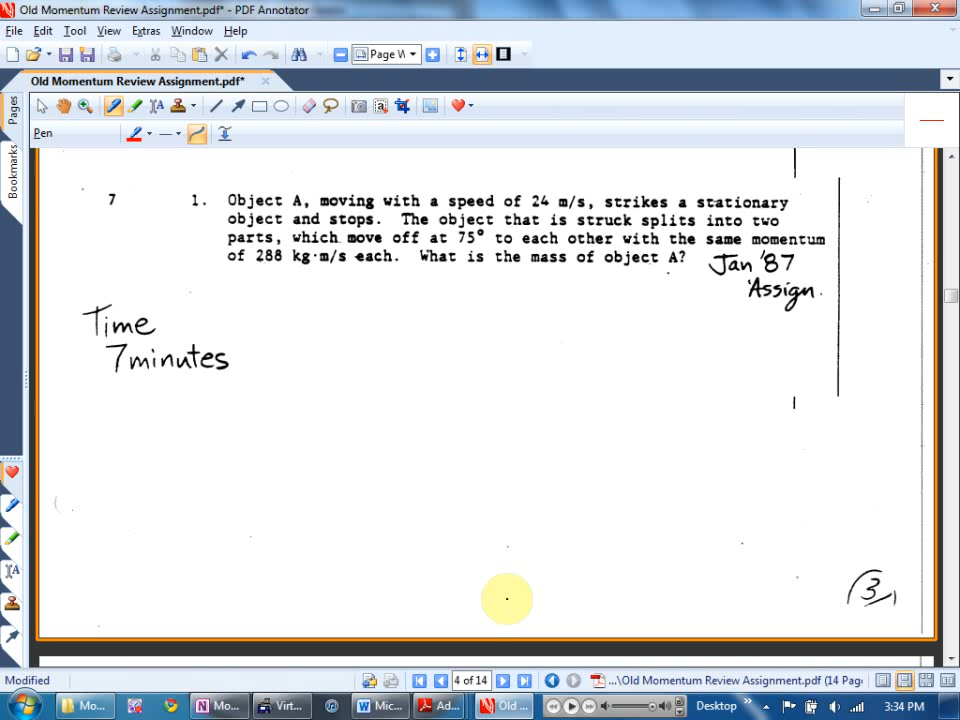 Old Momentum Review Assignment.pdf* - PDF Annotator
File Edit Tool View Extras Window Help
Page W
Old Momentum Review Assignment.pdf*
Pages
Bookmarks
Pen
7 1. Object A, moving with a speed of 24 m/s, strikes a stationary
object and stops. The object that is struck splits into two
parts, which move off at 75° to each other with the same momentum
of 288 kg·m/s each. What is the mass of object A? Jan '87
Assign.
Time
7 minutes
3
Modified
4 of 14
...\Old Momentum Review Assignment.pdf (14 Page
Mo...
Mo...
Virt...
Mic...
Ad...
Old ...
Desktop
3:34 PM